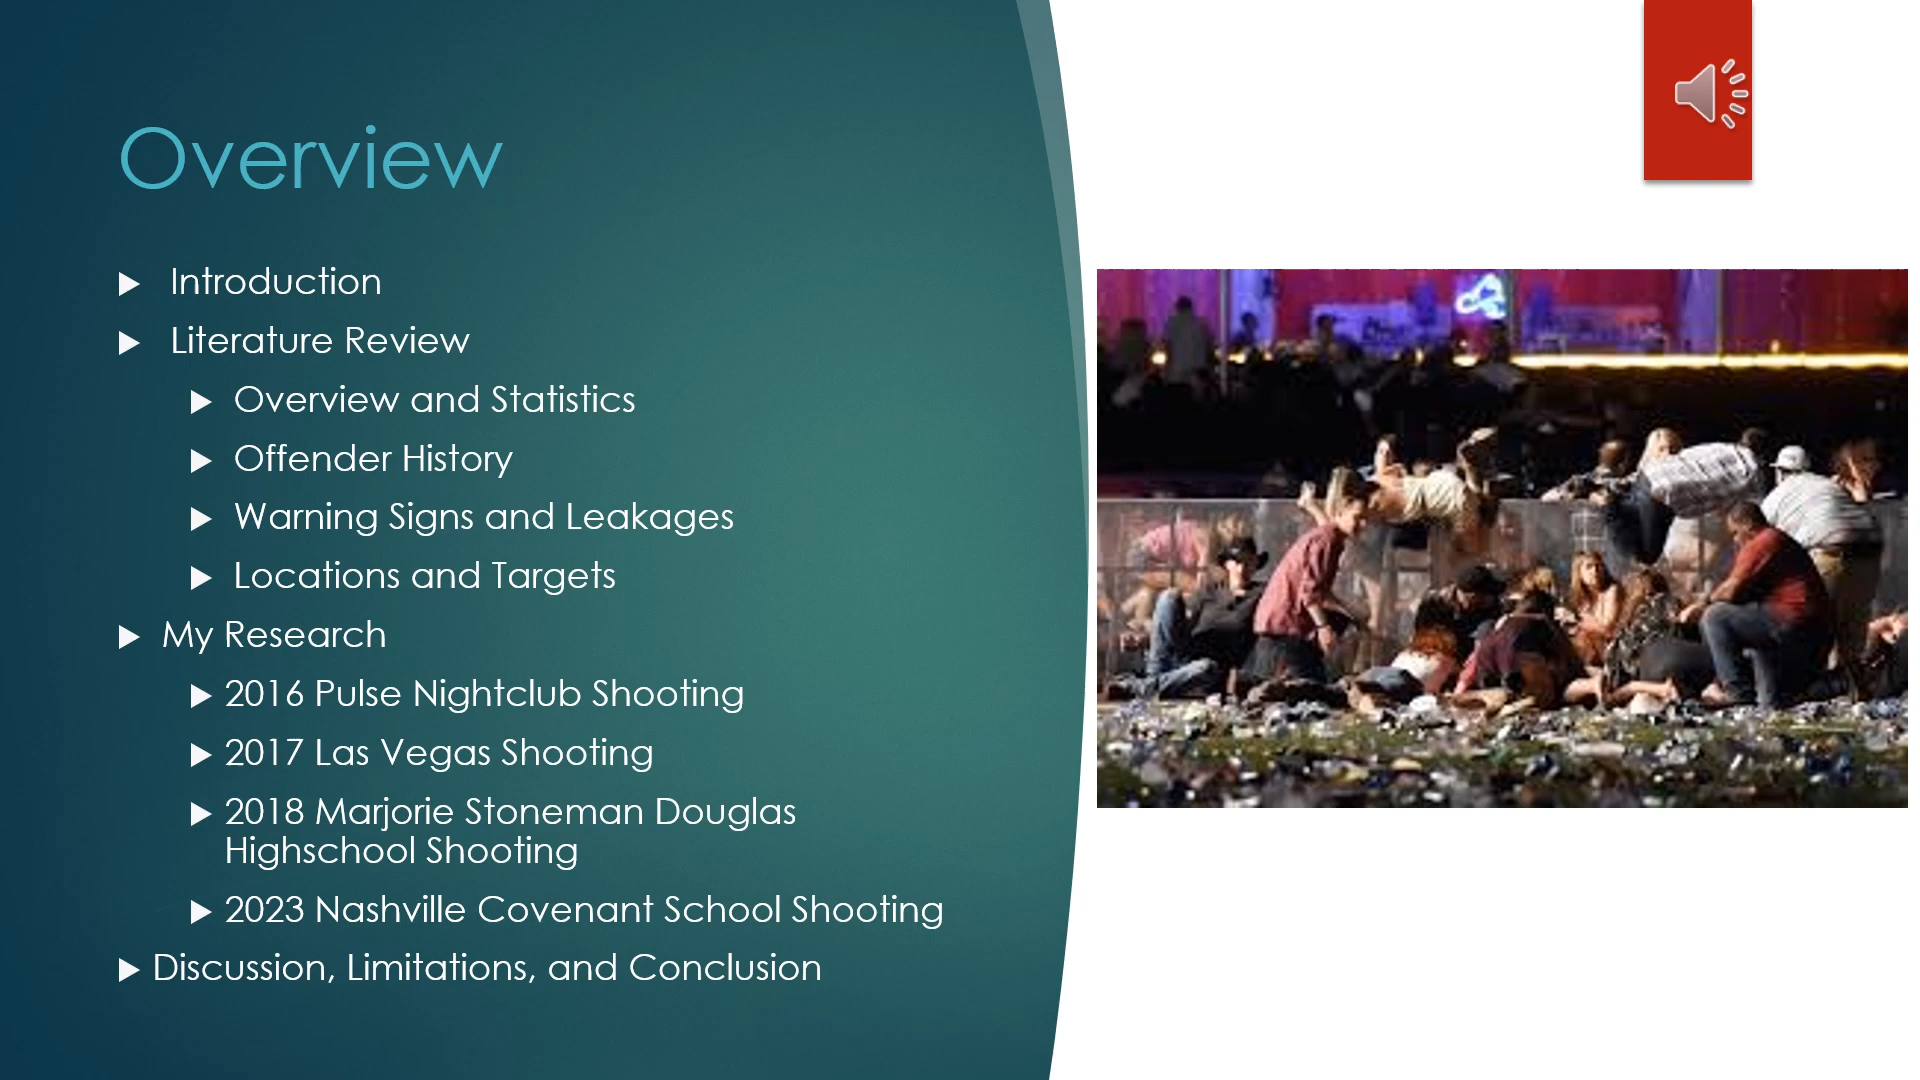 Overview
Introduction
Literature Review
Overview and Statistics
Offender History
Warning Signs and Leakages
Locations and Targets
My Research
2016 Pulse Nightclub Shooting
2017 Las Vegas Shooting
2018 Marjorie Stoneman Douglas
Highschool Shooting
2023 Nashville Covenant School Shooting
Discussion, Limitations, and Conclusion